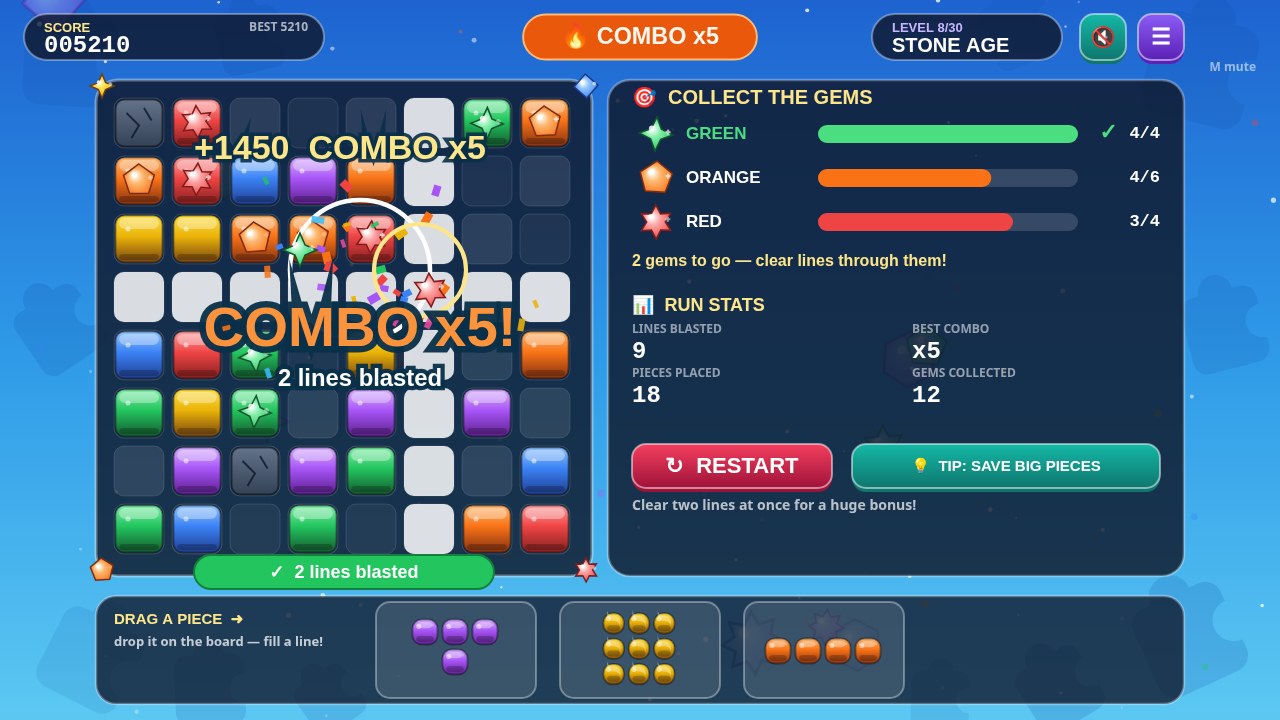 SCORE
BEST 5210
005210
🔥 COMBO x5
LEVEL 8/30
STONE AGE
M mute
+1450 COMBO x5
COMBO x5!
2 lines blasted
✓ 2 lines blasted
COLLECT THE GEMS
GREEN ✓ 4/4
ORANGE 4/6
RED 3/4
2 gems to go — clear lines through them!
RUN STATS
LINES BLASTED
9
BEST COMBO
x5
PIECES PLACED
18
GEMS COLLECTED
12
↻ RESTART
TIP: SAVE BIG PIECES
Clear two lines at once for a huge bonus!
DRAG A PIECE ➜
drop it on the board — fill a line!